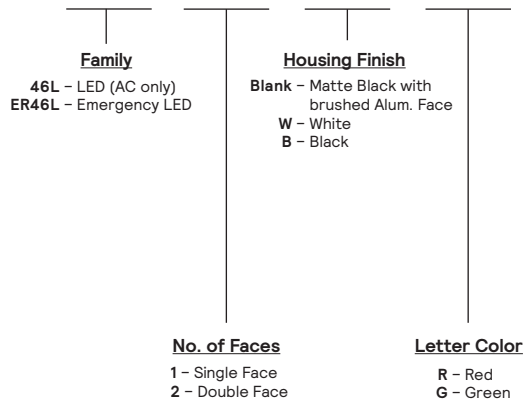 Family
46L – LED (AC only)
ER46L – Emergency LED
Housing Finish
Blank – Matte Black with
brushed Alum. Face
W – White
B – Black
No. of Faces
1 – Single Face
2 – Double Face
Letter Color
R – Red
G – Green